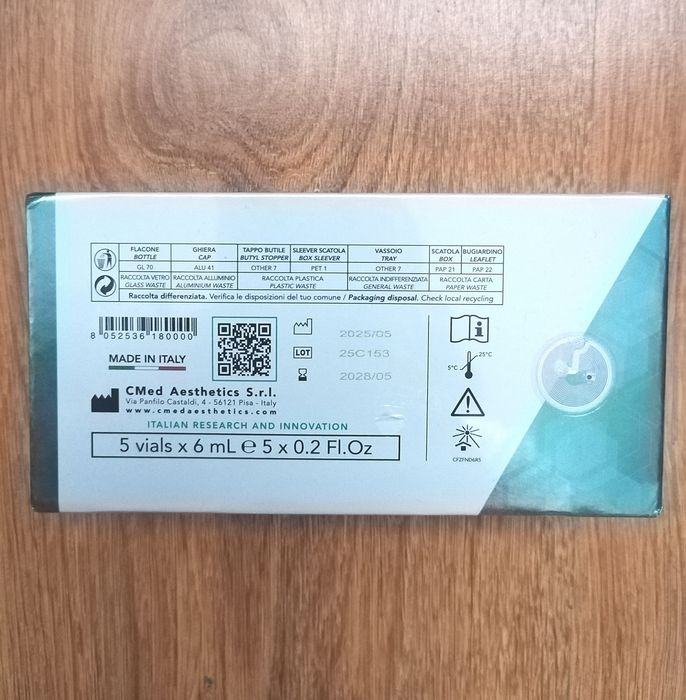 FLACONE GHIERA TAPPO BUTILE SLEEVER SCATOLA VASSOIO SCATOLA BUGIARDINO
BOTTLE CAP BUTYL STOPPER BOX SLEEVER TRAY BOX LEAFLET
GL 70 ALU 41 OTHER 7 PET 1 OTHER 7 PAP 21 PAP 22
RACCOLTA VETRO RACCOLTA ALLUMINIO RACCOLTA PLASTICA RACCOLTA INDIFFERENZIATA RACCOLTA CARTA
GLASS WASTE ALUMINIUM WASTE PLASTIC WASTE GENERAL WASTE PAPER WASTE
Raccolta differenziata. Verifica le disposizioni del tuo comune / Packaging disposal. Check local recycling
8 052536 180000
MADE IN ITALY
2025/05
LOT 25C153
2028/05
5°C 25°C
CMed Aesthetics S.r.l.
Via Panfilo Castaldi, 4 - 56121 Pisa - Italy
www.cmedaesthetics.com
ITALIAN RESEARCH AND INNOVATION
5 vials x 6 mL ℮ 5 x 0.2 Fl.Oz
CFZFND6R5